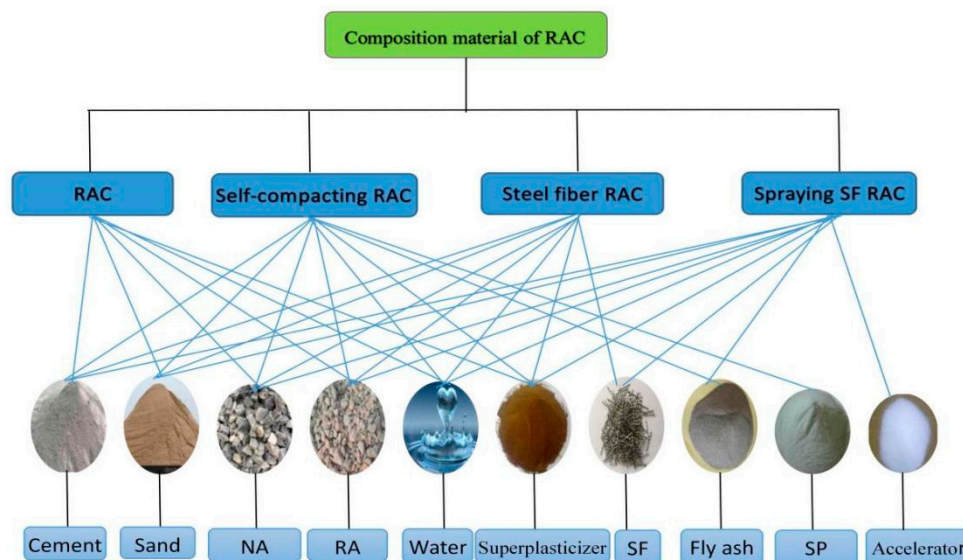 Composition material of RAC
RAC
Self-compacting RAC
Steel fiber RAC
Spraying SF RAC
Cement
Sand
NA
RA
Water
Superplasticizer
SF
Fly ash
SP
Accelerator